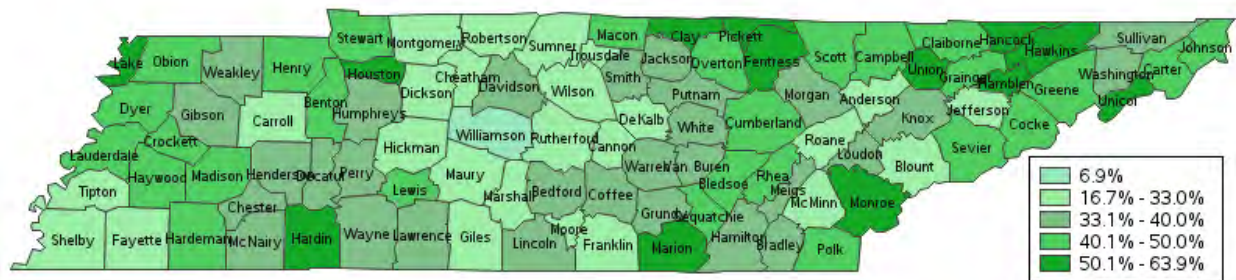 Stewart
Montgomery
Robertson
Sumner
Macon
Clay
Pickett
Scott
Campbell
Claiborne
Hancock
Hawkins
Sullivan
Johnson
Lake
Obion
Weakley
Henry
Houston
Cheatham
Davidson
Trousdale
Smith
Jackson
Overton
Fentress
Union
Grainger
Hamblen
Greene
Washington
Carter
Unicoi
Dyer
Gibson
Carroll
Benton
Humphreys
Dickson
Wilson
Putnam
Morgan
Anderson
Knox
Jefferson
Cocke
Crockett
Williamson
Rutherford
DeKalb
Cannon
White
Cumberland
Roane
Loudon
Blount
Sevier
Lauderdale
Haywood
Madison
Henderson
Decatur
Perry
Hickman
Lewis
Maury
Warren
Van Buren
Bledsoe
Rhea
Meigs
McMinn
Monroe
Tipton
Chester
Marshall
Bedford
Coffee
Grundy
Sequatchie
Shelby
Fayette
Hardeman
McNairy
Hardin
Wayne
Lawrence
Giles
Lincoln
Moore
Franklin
Marion
Hamilton
Bradley
Polk
6.9%
16.7% - 33.0%
33.1% - 40.0%
40.1% - 50.0%
50.1% - 63.9%